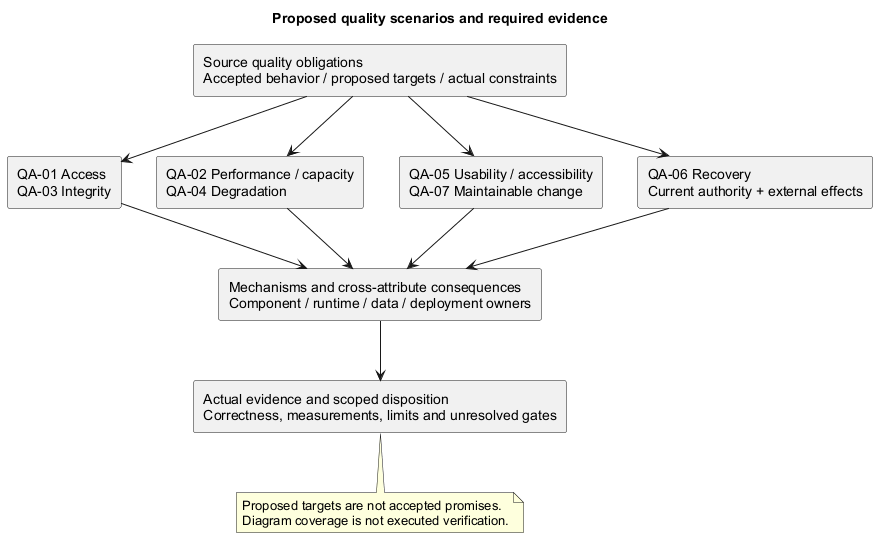 Proposed quality scenarios and required evidence
Source quality obligations
Accepted behavior / proposed targets / actual constraints
QA-01 Access
QA-03 Integrity
QA-02 Performance / capacity
QA-04 Degradation
QA-05 Usability / accessibility
QA-07 Maintainable change
QA-06 Recovery
Current authority + external effects
Mechanisms and cross-attribute consequences
Component / runtime / data / deployment owners
Actual evidence and scoped disposition
Correctness, measurements, limits and unresolved gates
Proposed targets are not accepted promises.
Diagram coverage is not executed verification.